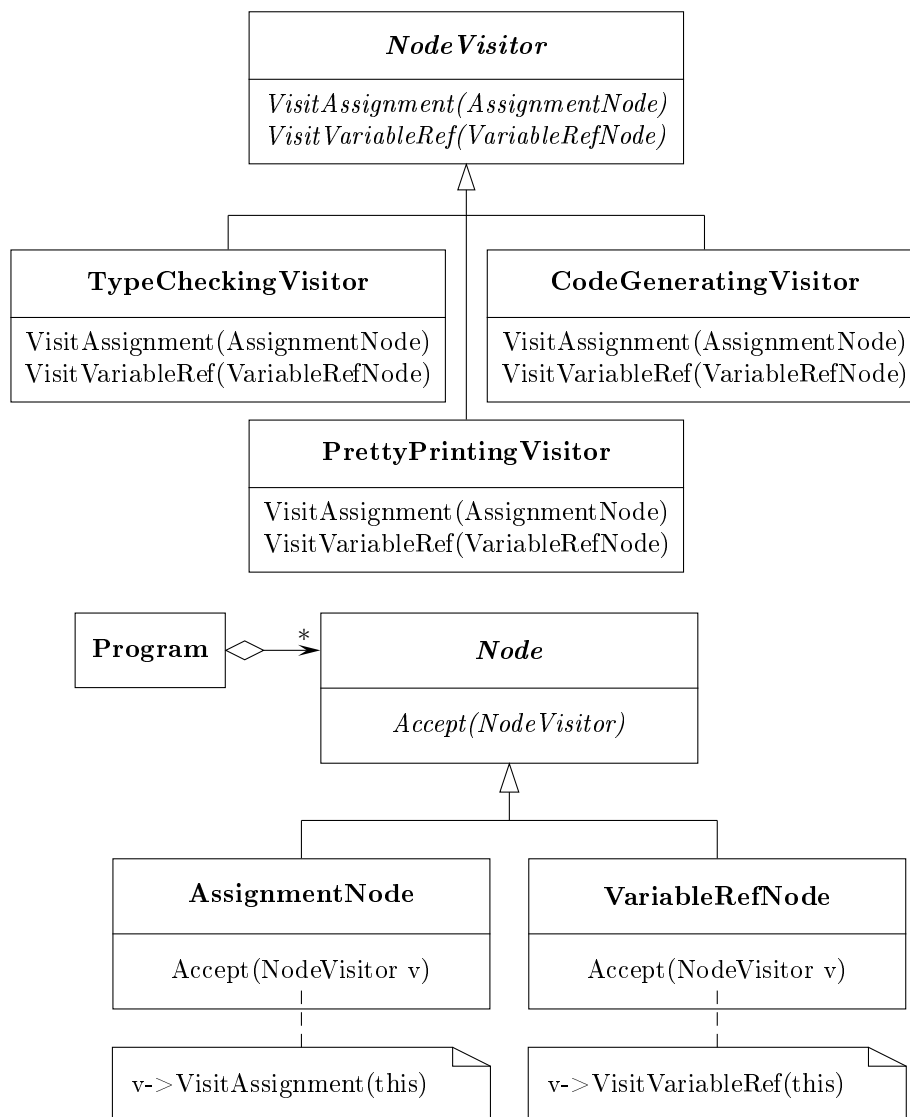 NodeVisitor
VisitAssignment(AssignmentNode)
VisitVariableRef(VariableRefNode)
TypeCheckingVisitor
VisitAssignment(AssignmentNode)
VisitVariableRef(VariableRefNode)
CodeGeneratingVisitor
VisitAssignment(AssignmentNode)
VisitVariableRef(VariableRefNode)
PrettyPrintingVisitor
VisitAssignment(AssignmentNode)
VisitVariableRef(VariableRefNode)
Program
*
Node
Accept(NodeVisitor)
AssignmentNode
Accept(NodeVisitor v)
VariableRefNode
Accept(NodeVisitor v)
v->VisitAssignment(this)
v->VisitVariableRef(this)